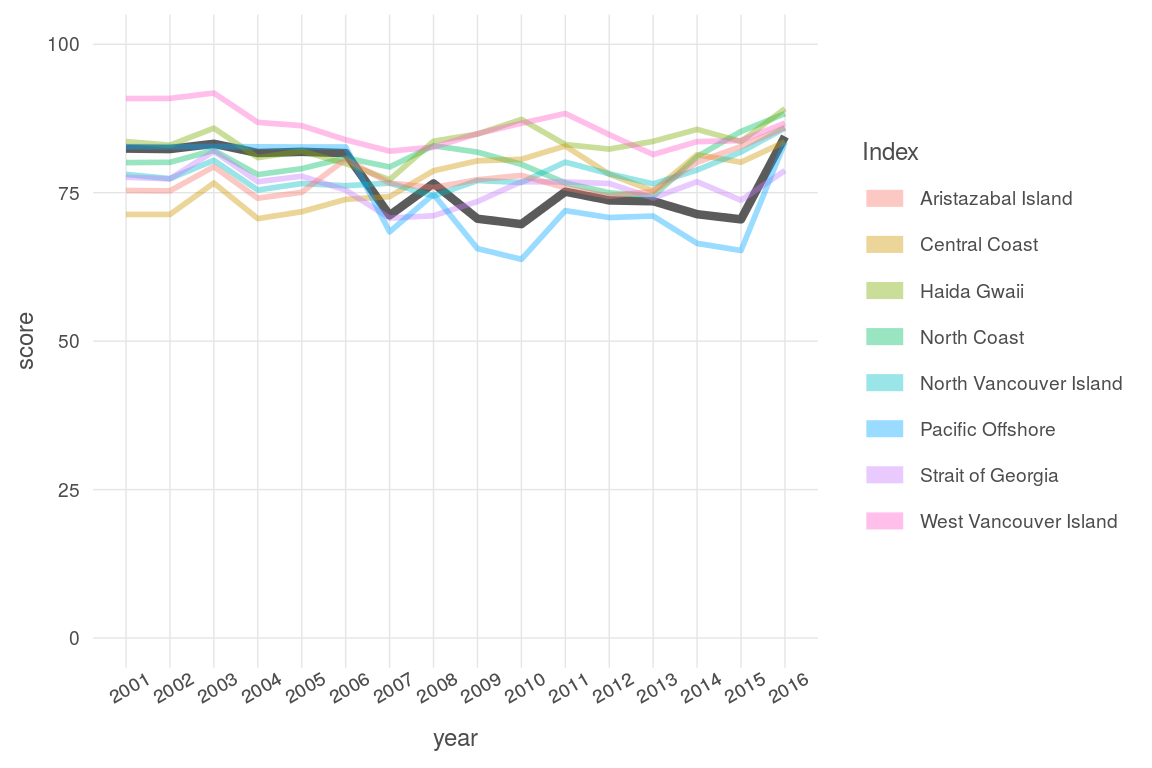 100
75
50
25
0
score
2001 2002 2003 2004 2005 2006 2007 2008 2009 2010 2011 2012 2013 2014 2015 2016
year
Index
Aristazabal Island
Central Coast
Haida Gwaii
North Coast
North Vancouver Island
Pacific Offshore
Strait of Georgia
West Vancouver Island